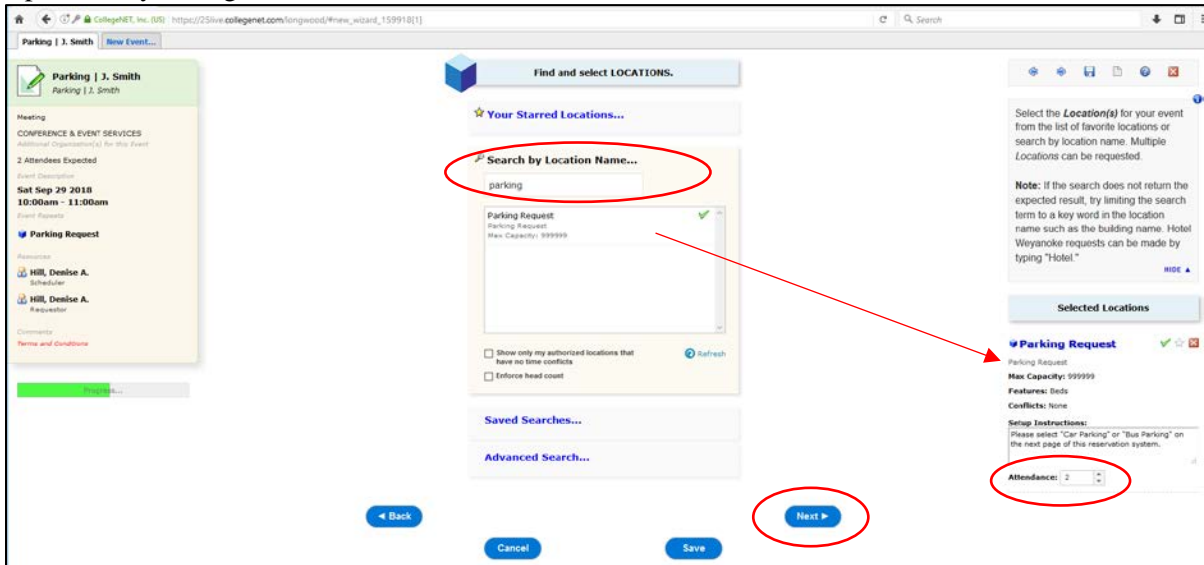 CollegeNET, Inc. (US) https://25live.collegenet.com/longwood/#new_wizard_159918[1]
Search
Parking | J. Smith
New Event...
Parking | J. Smith
Parking | J. Smith
Meeting
CONFERENCE & EVENT SERVICES
Additional Organization(s) for this Event
2 Attendees Expected
Event Description
Sat Sep 29 2018
10:00am - 11:00am
Event Repeats
Parking Request
Resources
Hill, Denise A.
Scheduler
Hill, Denise A.
Requestor
Comments
Terms and Conditions
Progress...
Find and select LOCATIONS.
Your Starred Locations...
Search by Location Name...
parking
Parking Request
Parking Request
Max Capacity: 999999
Show only my authorized locations that
have no time conflicts
Refresh
Enforce head count
Saved Searches...
Advanced Search...
Back
Next
Cancel
Save
Select the Location(s) for your event
from the list of favorite locations or
search by location name. Multiple
Locations can be requested.
Note: If the search does not return the
expected result, try limiting the search
term to a key word in the location
name such as the building name. Hotel
Weyanoke requests can be made by
typing "Hotel."
HIDE
Selected Locations
Parking Request
Parking Request
Max Capacity: 999999
Features: Beds
Conflicts: None
Setup Instructions:
Please select "Car Parking" or "Bus Parking" on
the next page of this reservation system.
Attendance: 2